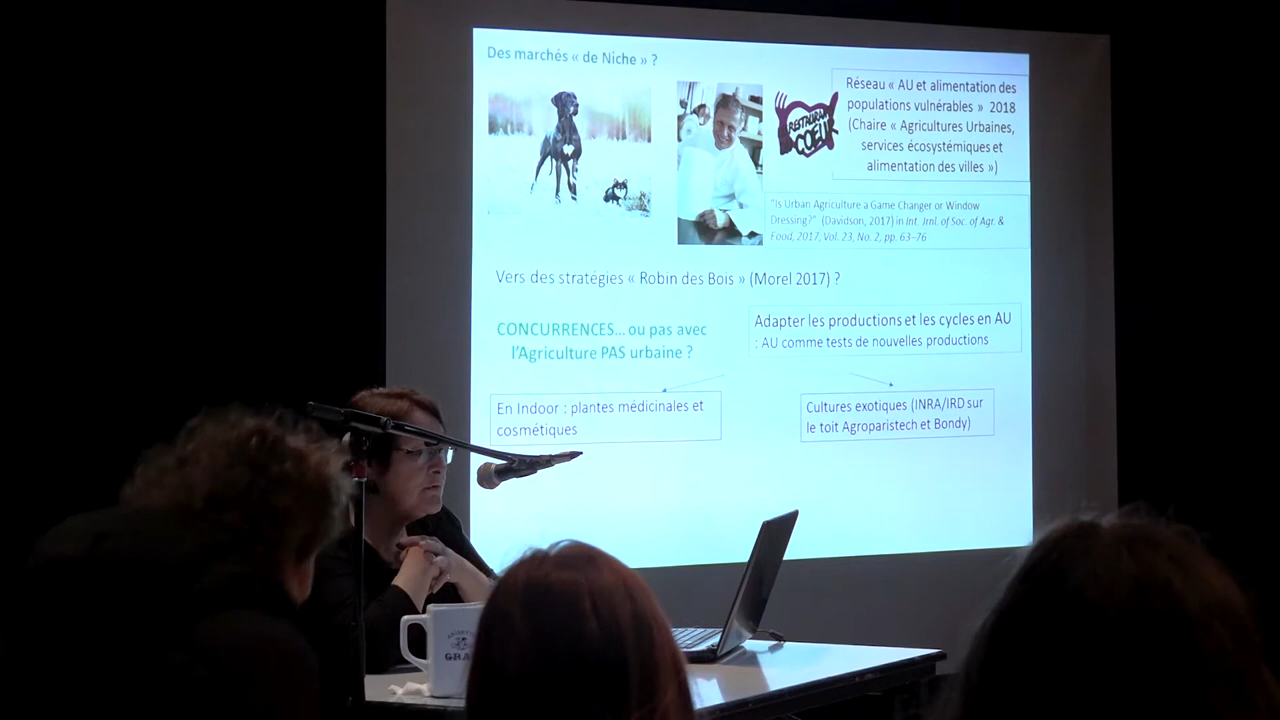 Des marchés « de Niche » ?
RESTAURANT
COEUR
Réseau « AU et alimentation des
populations vulnérables » 2018
(Chaire « Agricultures Urbaines,
services écosystémiques et
alimentation des villes »)
"Is Urban Agriculture a Game Changer or Window
Dressing?" (Davidson, 2017) in Int. Jrnl. of Soc. of Agr. &
Food, 2017, Vol. 23, No. 2, pp. 63–76
Vers des stratégies « Robin des Bois » (Morel 2017) ?
CONCURRENCES... ou pas avec
l'Agriculture PAS urbaine ?
Adapter les productions et les cycles en AU
: AU comme tests de nouvelles productions
En Indoor : plantes médicinales et
cosmétiques
Cultures exotiques (INRA/IRD sur
le toit Agroparistech et Bondy)